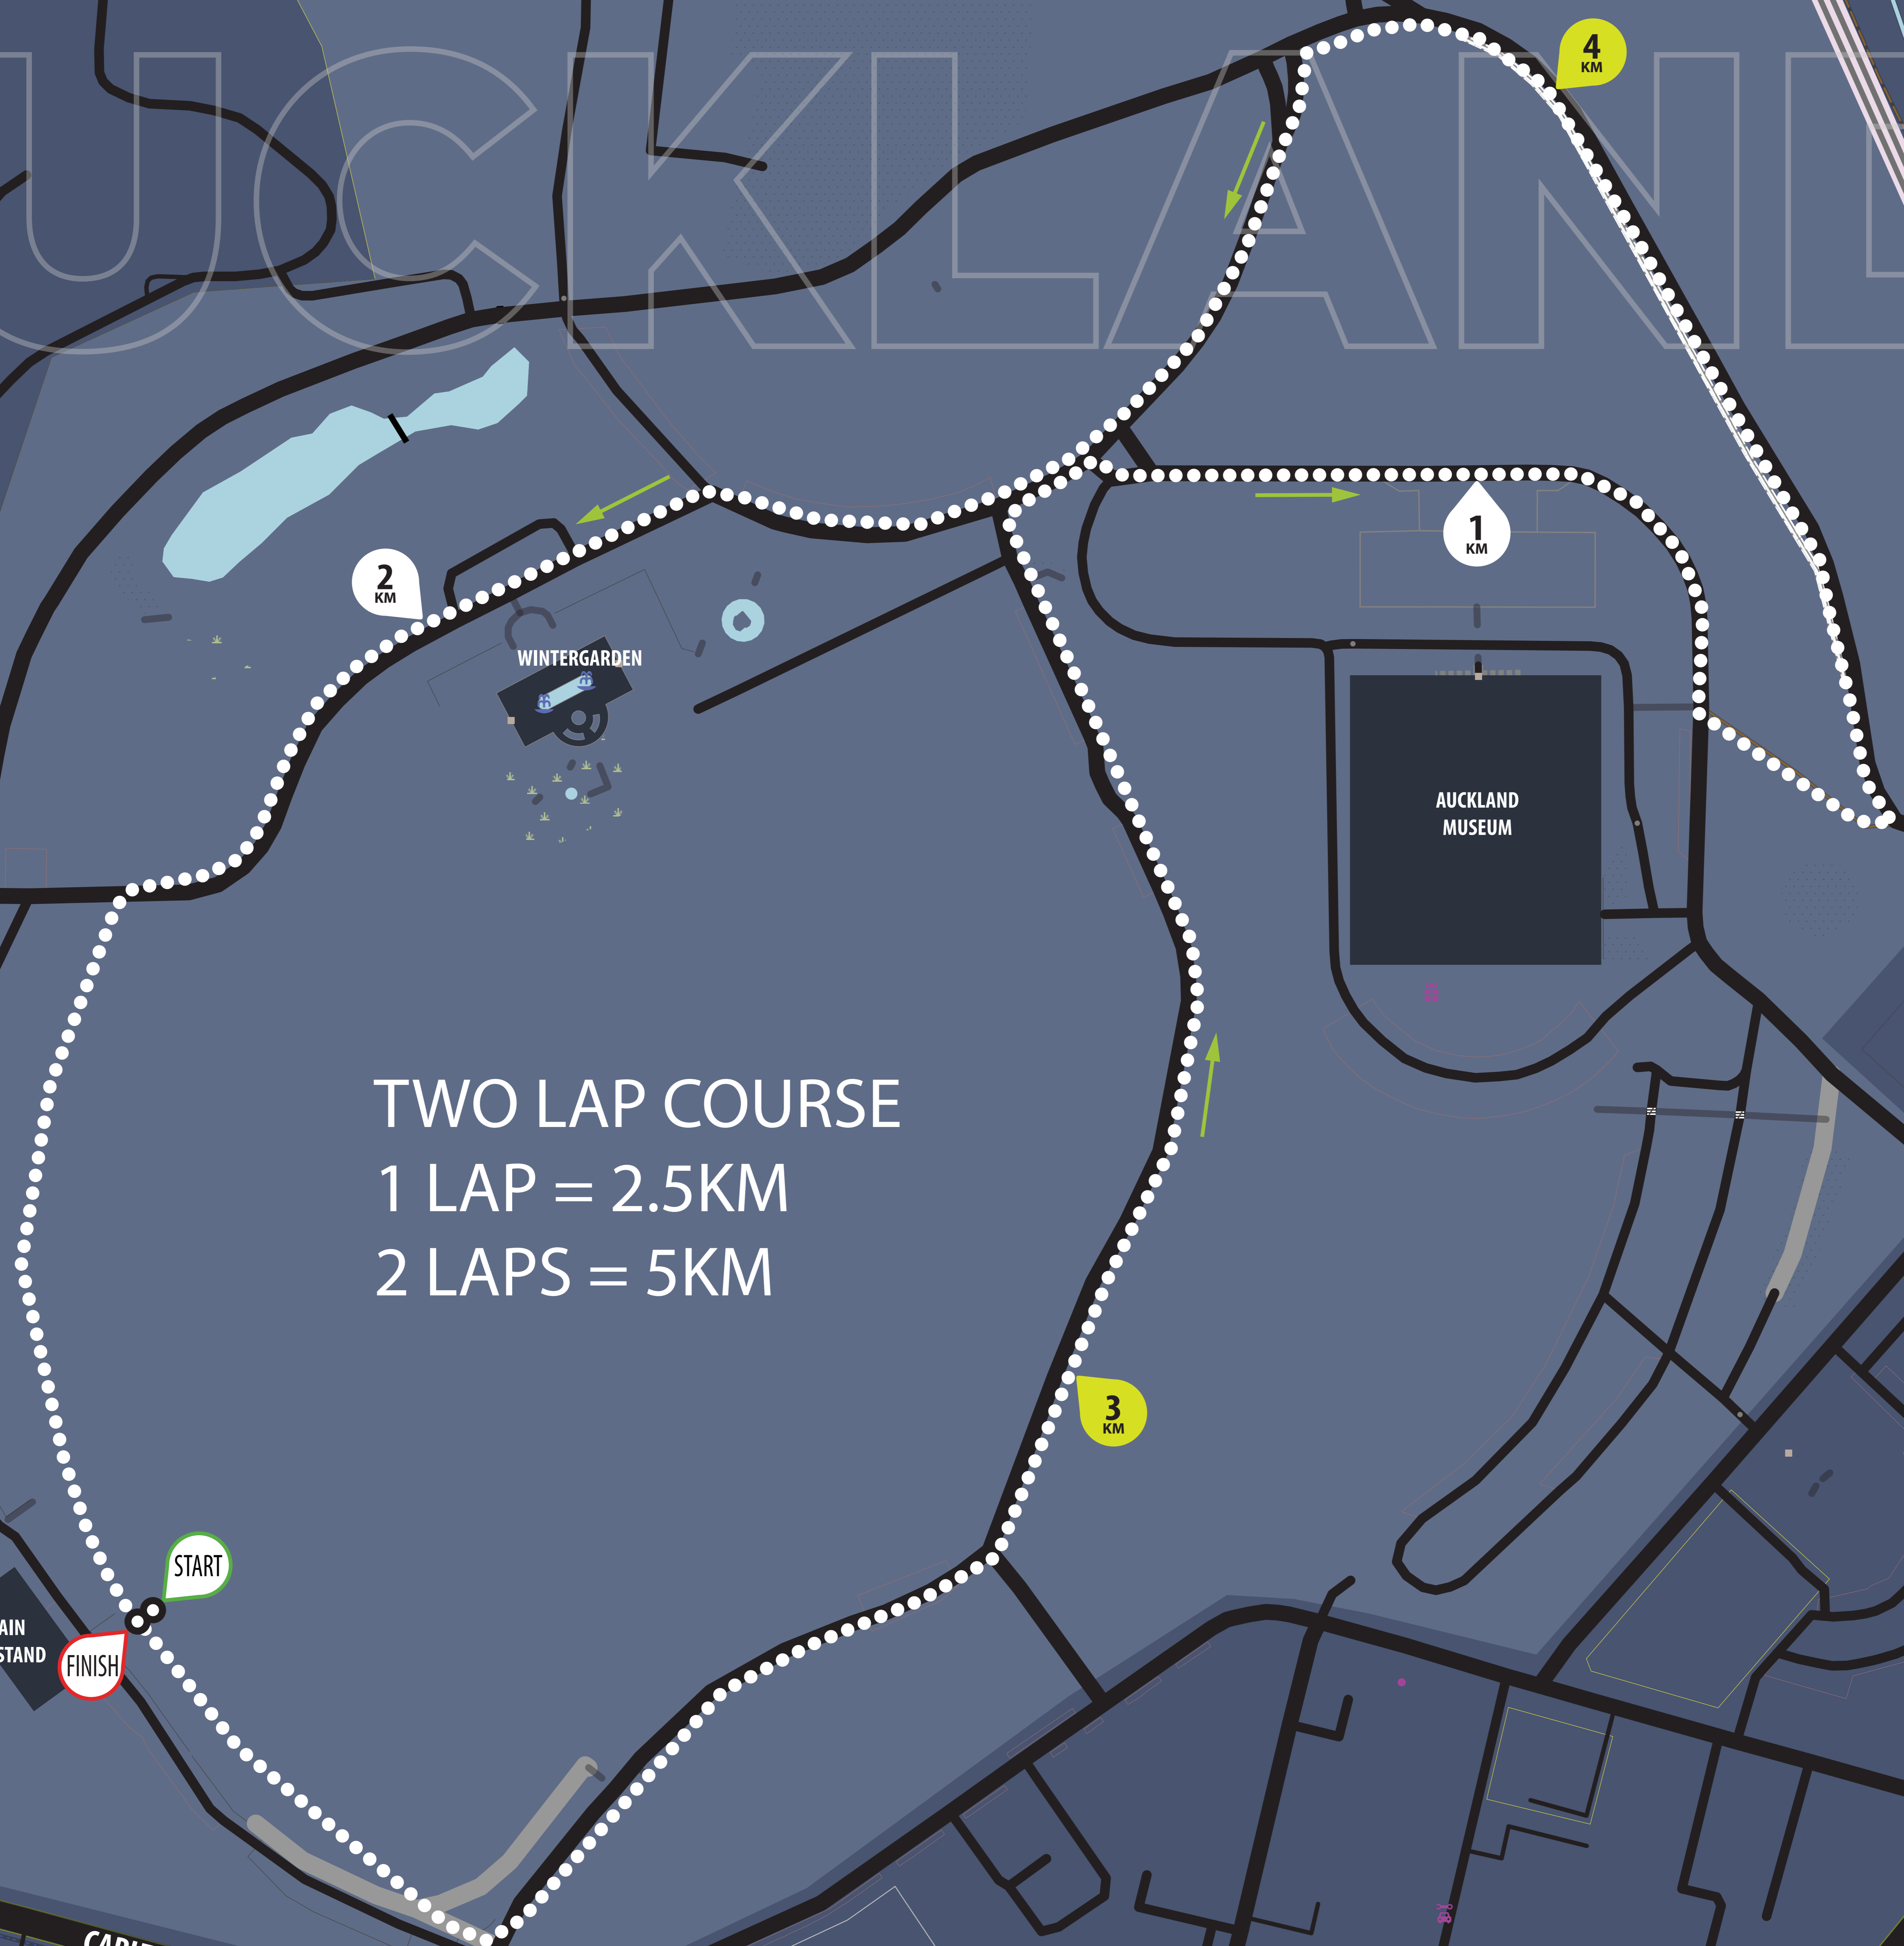 UCKLAN
4
KM
1
KM
2
KM
WINTERGARDEN
AUCKLAND
MUSEUM
TWO LAP COURSE
1 LAP = 2.5KM
2 LAPS = 5KM
3
KM
START
AIN
STAND
FINISH